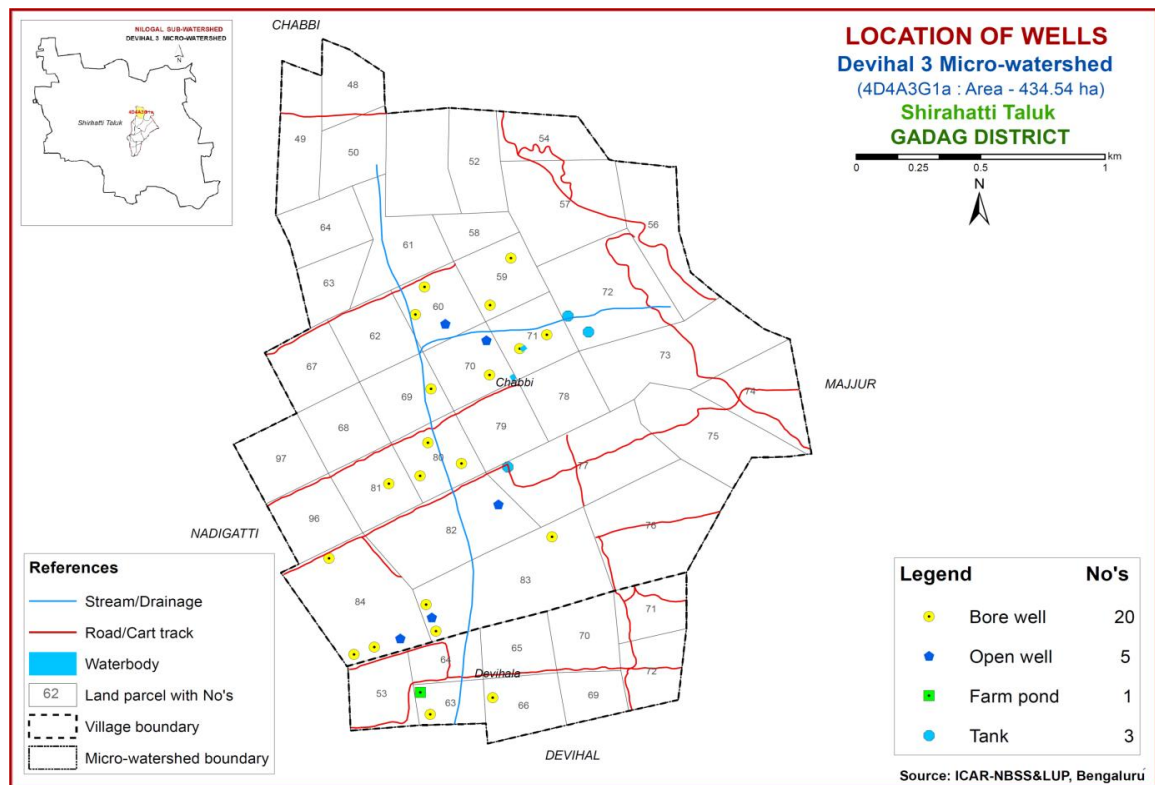 CHABBI
NILOGAL SUB-WATERSHED
DEVIHAL 3 MICRO-WATERSHED
N
4D4A3G1a
Shirhatti Taluk
LOCATION OF WELLS
Devihal 3 Micro-watershed
(4D4A3G1a : Area - 434.54 ha)
Shirahatti Taluk
GADAG DISTRICT
km
0 0.25 0.5 1
N
48
49
50
52
54
57
56
64
61
58
63
59
72
60
62
71
67
70
73
Chabbi
MAJJUR
69
78
74
68
79
75
97
80
77
81
96
82
76
NADIGATTI
83
84
71
70
65
64
Devihala
72
53
63
66
69
DEVIHAL
References
Stream/Drainage
Road/Cart track
Waterbody
62 Land parcel with No's
Village boundary
Micro-watershed boundary
Legend No's
Bore well 20
Open well 5
Farm pond 1
Tank 3
Source: ICAR-NBSS&LUP, Bengaluru